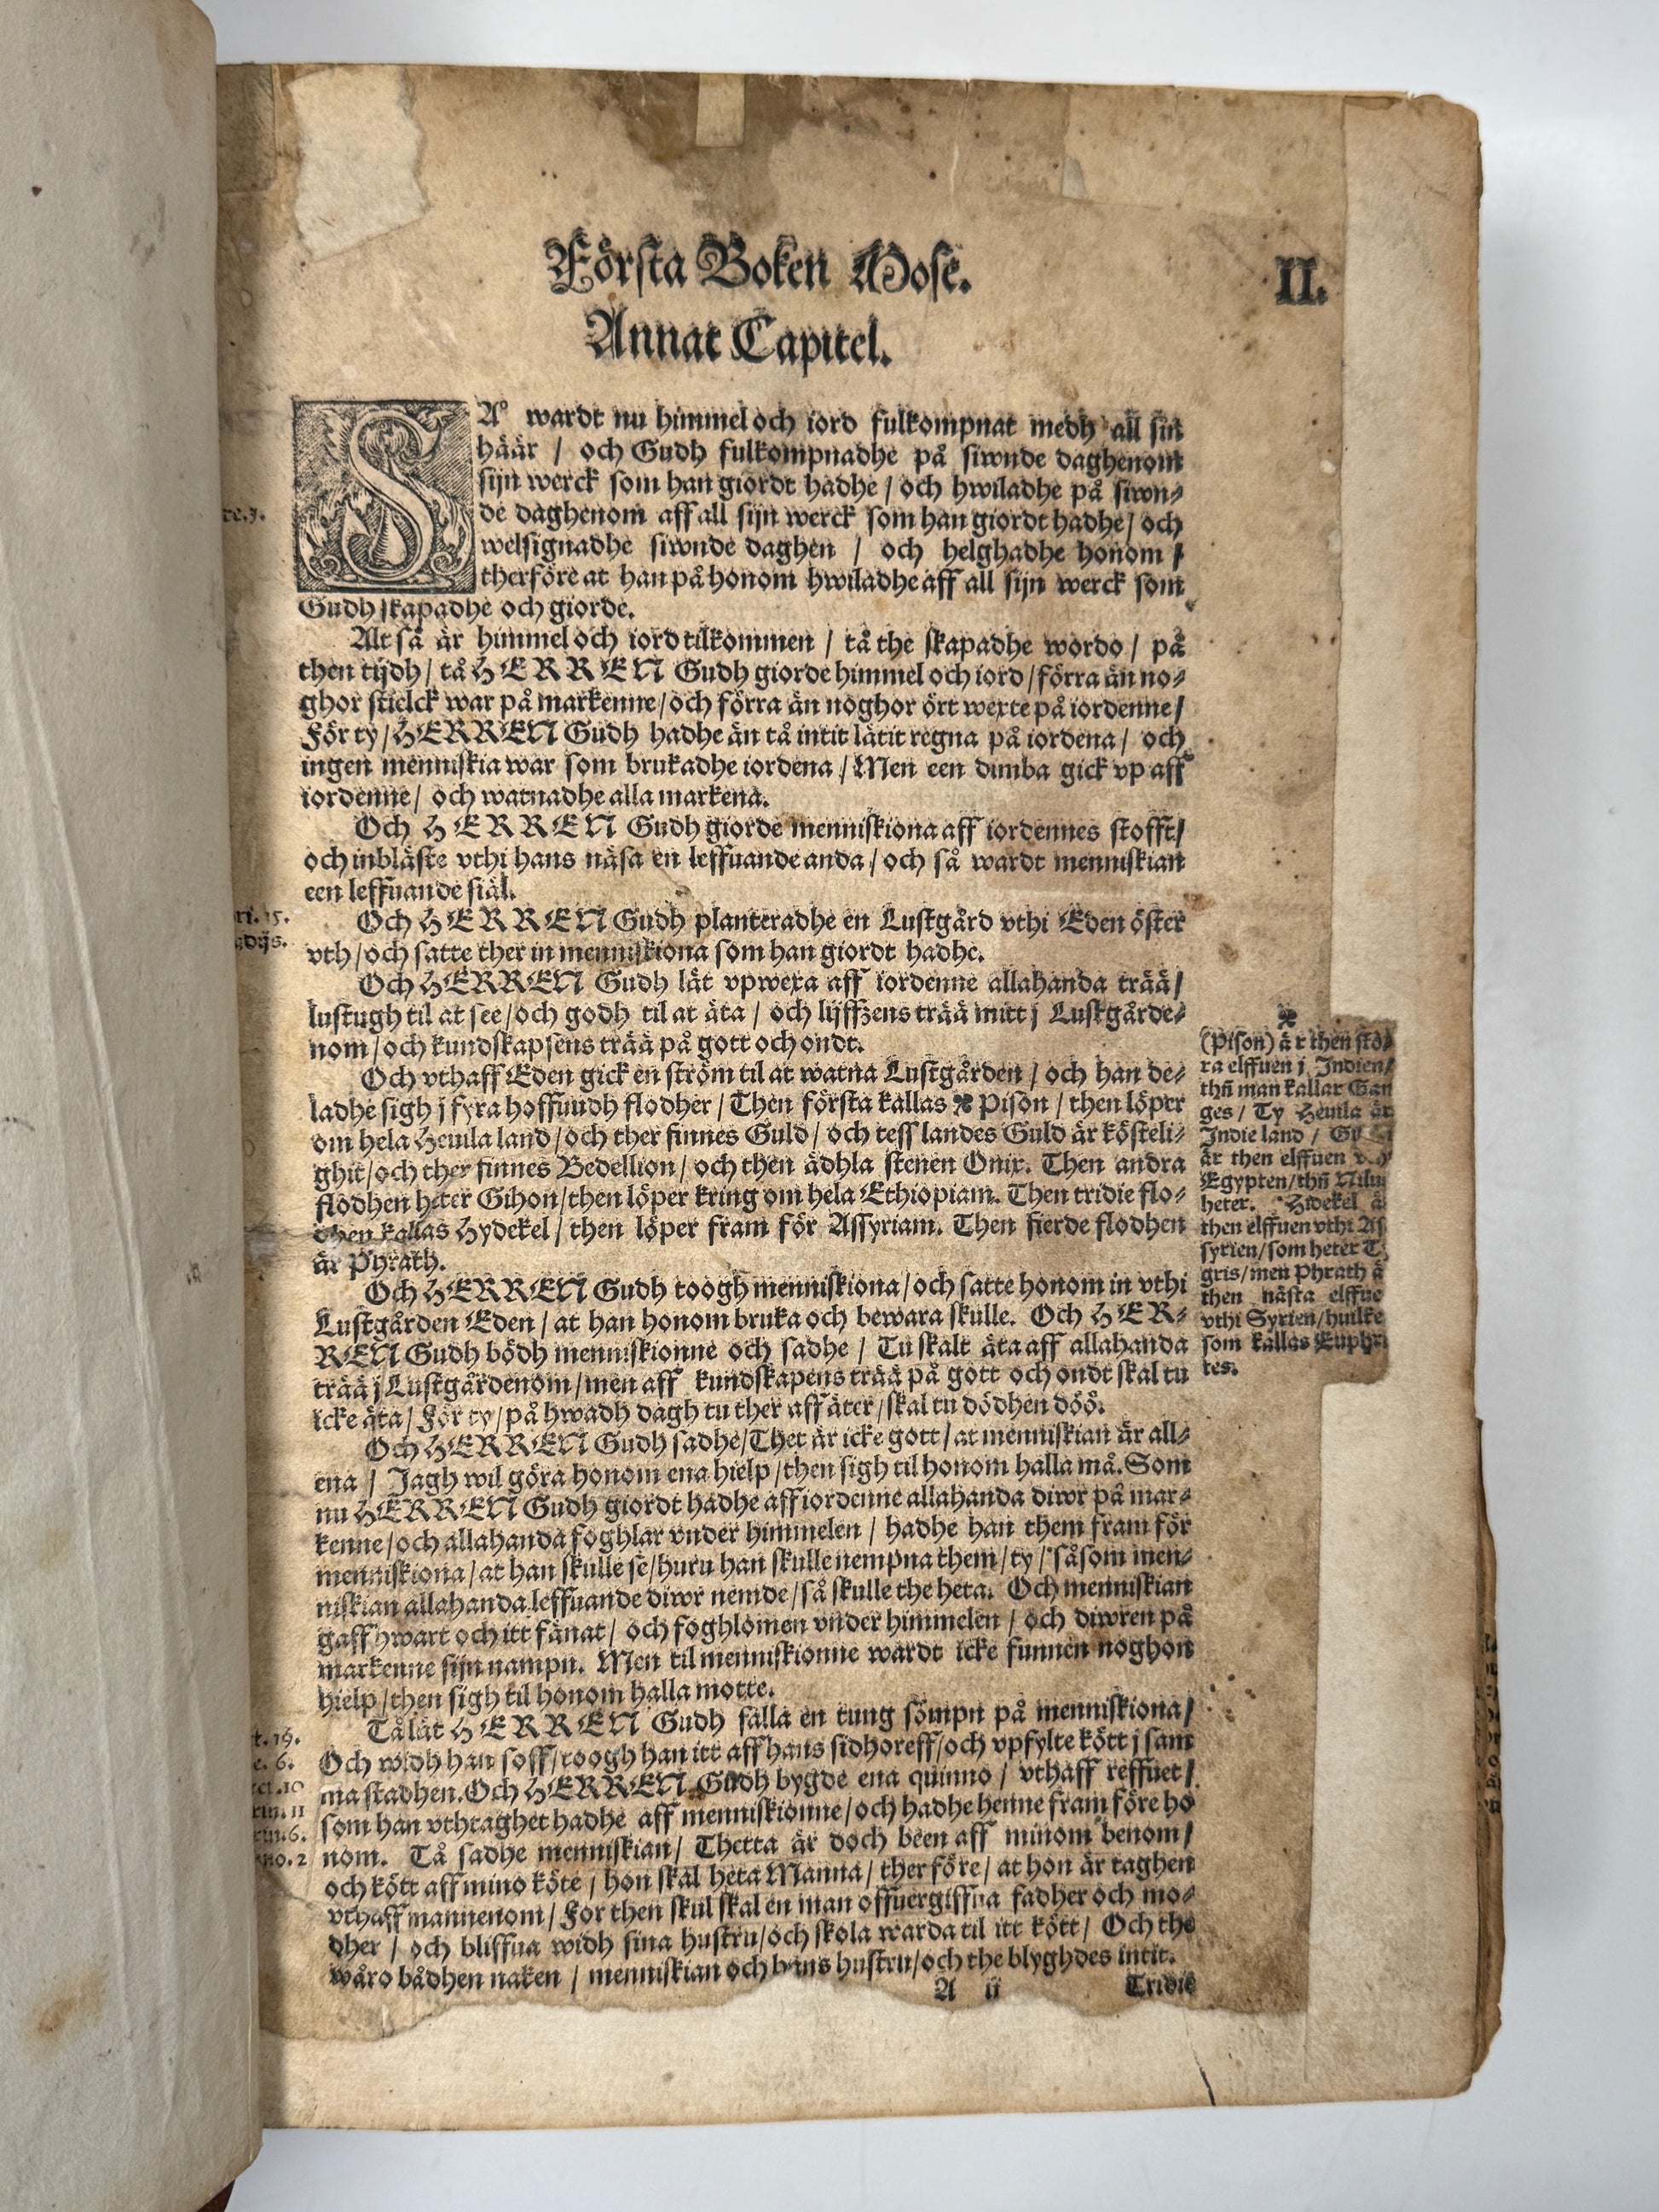 Första Boken Mose.
II.
Annat Capitel.
SÅ wardt nu himmel och iord fulkompnat medh all sin
häär / och Gudh fulkompnadhe på siwnde daghenom
sijn werck som han giordt hadhe / och hwiladhe på siwn⸗
de daghenom aff all sijn werck som han giordt hadhe / och
welsignadhe siwnde daghen / och helghadhe honom /
therföre at han på honom hwiladhe aff all sijn werck som
Gudh skapadhe och giorde.
Alt så är himmel och iord tilkommen / tå the skapadhe wordo / på
then tijdh / tå HERREN Gudh giorde himmel och iord / förra än no⸗
ghor stielck war på markenne / och förra än noghor ört wexte på iordenne /
För ty / HERREN Gudh hadhe än tå intit lätit regna på iordena / och
ingen menniskia war som brukadhe iordena / Men een dimba gick vp aff
iordenne / och watnadhe alla markena.
Och HERREN Gudh giorde menniskiona aff iordennes stofft /
och inbläste vthi hans näsa en leffuande anda / och så wardt menniskian
een leffuande siäl.
Och HERREN Gudh planteradhe en Lustgård vthi Eden öster
vth / och satte ther in menniskiona som han giordt hadhe.
Och HERREN Gudh lät vpwexa aff iordenne allahanda trää /
lustugh til at see / och godh til at äta / och lijffzens trää mitt j Lustgårde⸗
nom / och kundskapsens trää på gott och ondt.
Och vthaff Eden gick en ström til at watna Lustgården / och han de⸗
ladhe sigh j fyra hoffuudh flodher / Then första kallas ✠ Pison / then löper
om hela Heuila land / och ther finnes Guld / och tess landes Guld är kösteli⸗
ghit / och ther finnes Bedellion / och then ädhla stenen Onix. Then andra
flodhen heter Gihon / then löper kring om hela Ethiopiam. Then tridie flo⸗
dhen kallas Hydekel / then löper fram för Assyriam. Then fierde flodhen
är Phrath.
Och HERREN Gudh toogh menniskiona / och satte honom in vthi
Lustgården Eden / at han honom bruka och bewara skulle. Och HER⸗
REN Gudh bödh menniskionne och sadhe / Tu skalt äta aff allahanda
trää j Lustgårdenom / men aff kundskapens trää på gott och ondt skal tu
icke äta / För ty / på hwadh dagh tu ther aff äter / skal tu dödhen döö.
Och HERREN Gudh sadhe / Thet är icke gott / at menniskian är all⸗
ena / Jagh wil göra honom ena hielp / then sigh til honom halla må. Som
nu HERREN Gudh giordt hadhe aff iordenne allahanda diwr på mar⸗
kenne / och allahanda foghlar vnder himmelen / hadhe han them fram för
menniskiona / at han skulle se / huru han skulle nempna them / ty / såsom men⸗
niskian allahanda leffuande diwr nemde / så skulle the heta. Och menniskian
gaff hwart och itt fänat / och foghlomen vnder himmelen / och diwren på
markenne sijn nampn. Men til menniskionne wardt icke funnen noghon
hielp / then sigh til honom halla motte.
Tå lät HERREN Gudh falla en tung sömpn på menniskiona /
Och widh han soff / toogh han itt aff hans sidhoreff / och vpfylte kött j sam
ma stadhen. Och HERREN Gudh bygde ena quinno / vthaff reffuet /
som han vthtaghet hadhe aff menniskionne / och hadhe henne fram före ho
nom. Tå sadhe menniskian / Thetta är doch been aff minom benom /
och kött aff mino köte / hon skal heta Manna / ther före / at hon är taghen
vthaff mannenom / För then skul skal en man offuergiffua fadher och mo⸗
dher / och bliffua widh sina hustru / och skola warda til itt kött / Och the
wåro bådhen naken / menniskian och hans hustru / och the blyghdes intit.
A ij
Tridie
✠
(Pison) är then stö⸗
ra elffuen j Indien /
thñ man kallar Gan
ges / Ty Heuila är
Indie land /
är then elffuen
Egypten / thñ
heter. Hidekel
then elffuen vthi As
syrien / som heter
gris / men Phrath
then nästa
vthi Syrien /
som kallas
tes.
re.3.
15.
19.
6.
10
11
6.
2